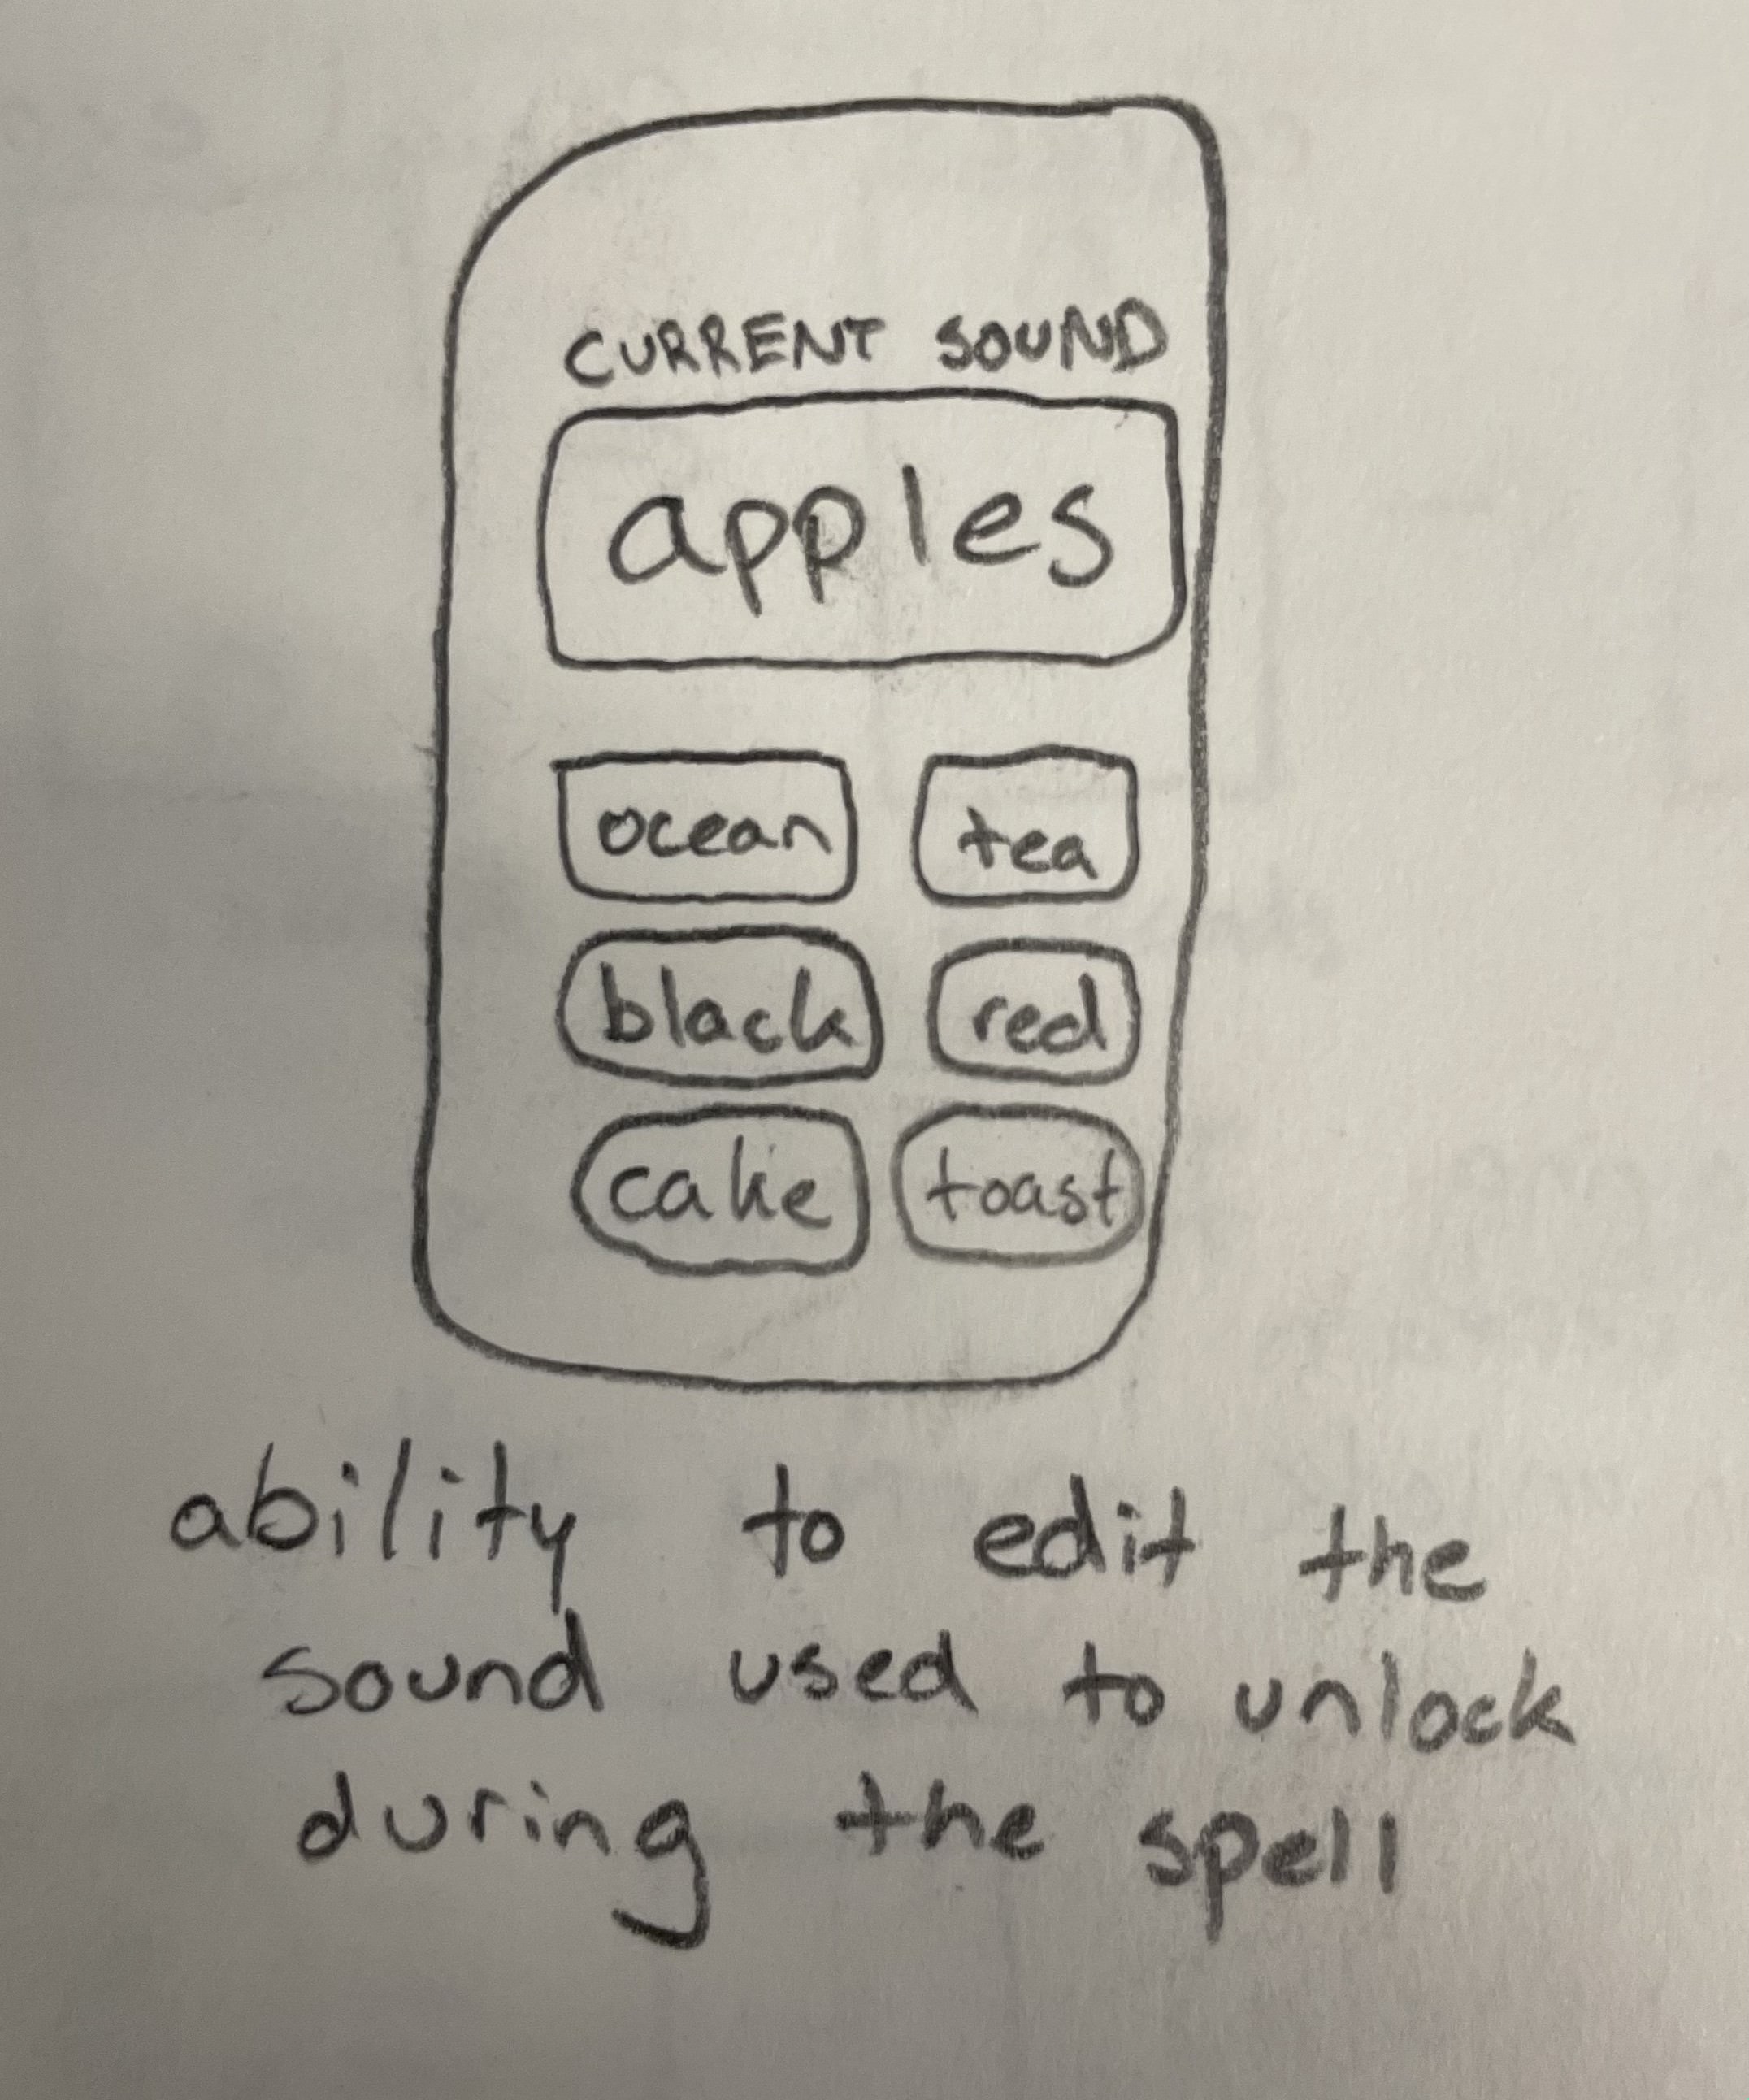 CURRENT SOUND
apples
ocean tea
black red
cake toast
ability to edit the
sound used to unlock
during the spell